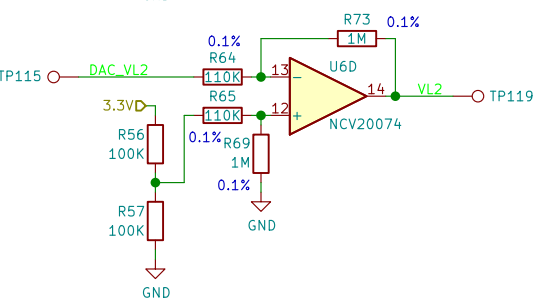 R73
0.1%
1M
0.1%
R64
U6D
TP115
DAC_VL2
110K
13
14
VL2
TP119
3.3V
R65
110K
12
NCV20074
R56
100K
0.1%
R69
1M
0.1%
R57
100K
GND
GND